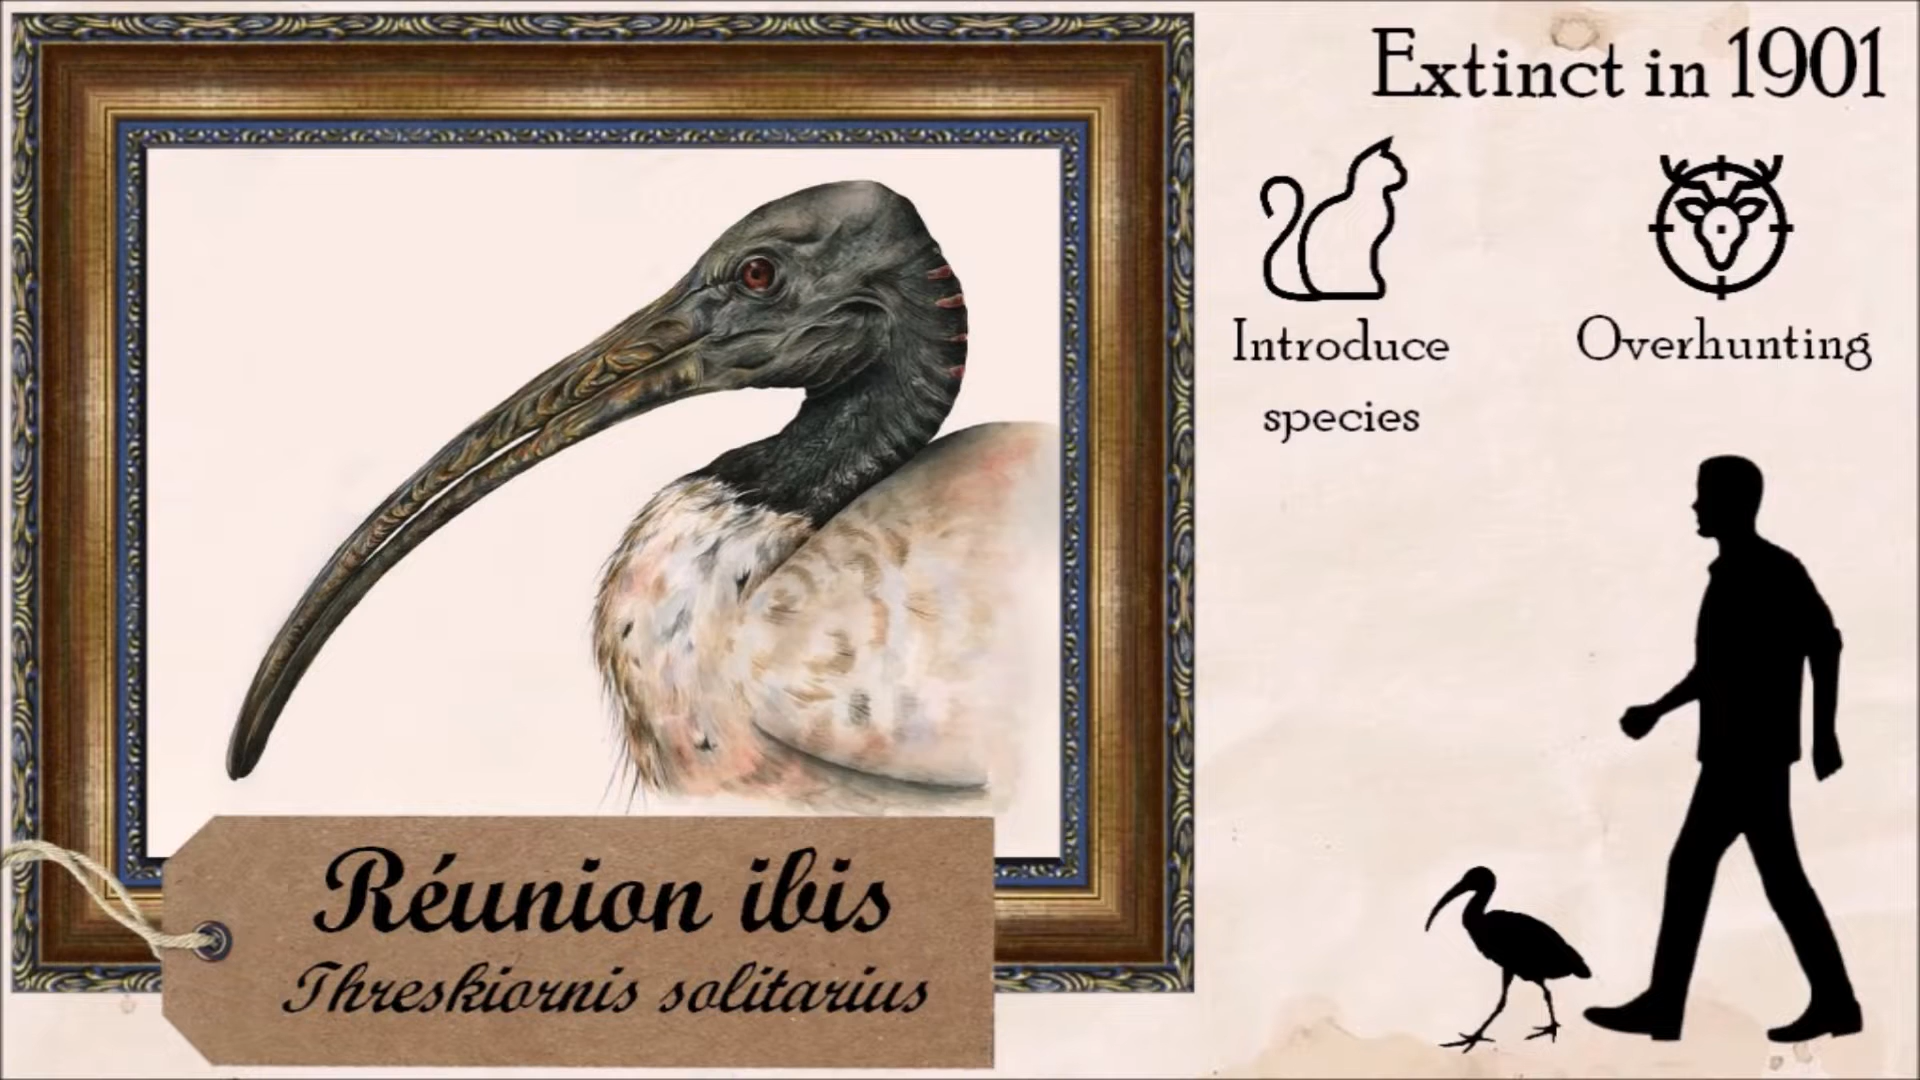 Extinct in 1901
Introduce
species
Overhunting
Réunion ibis
Threskiornis solitarius